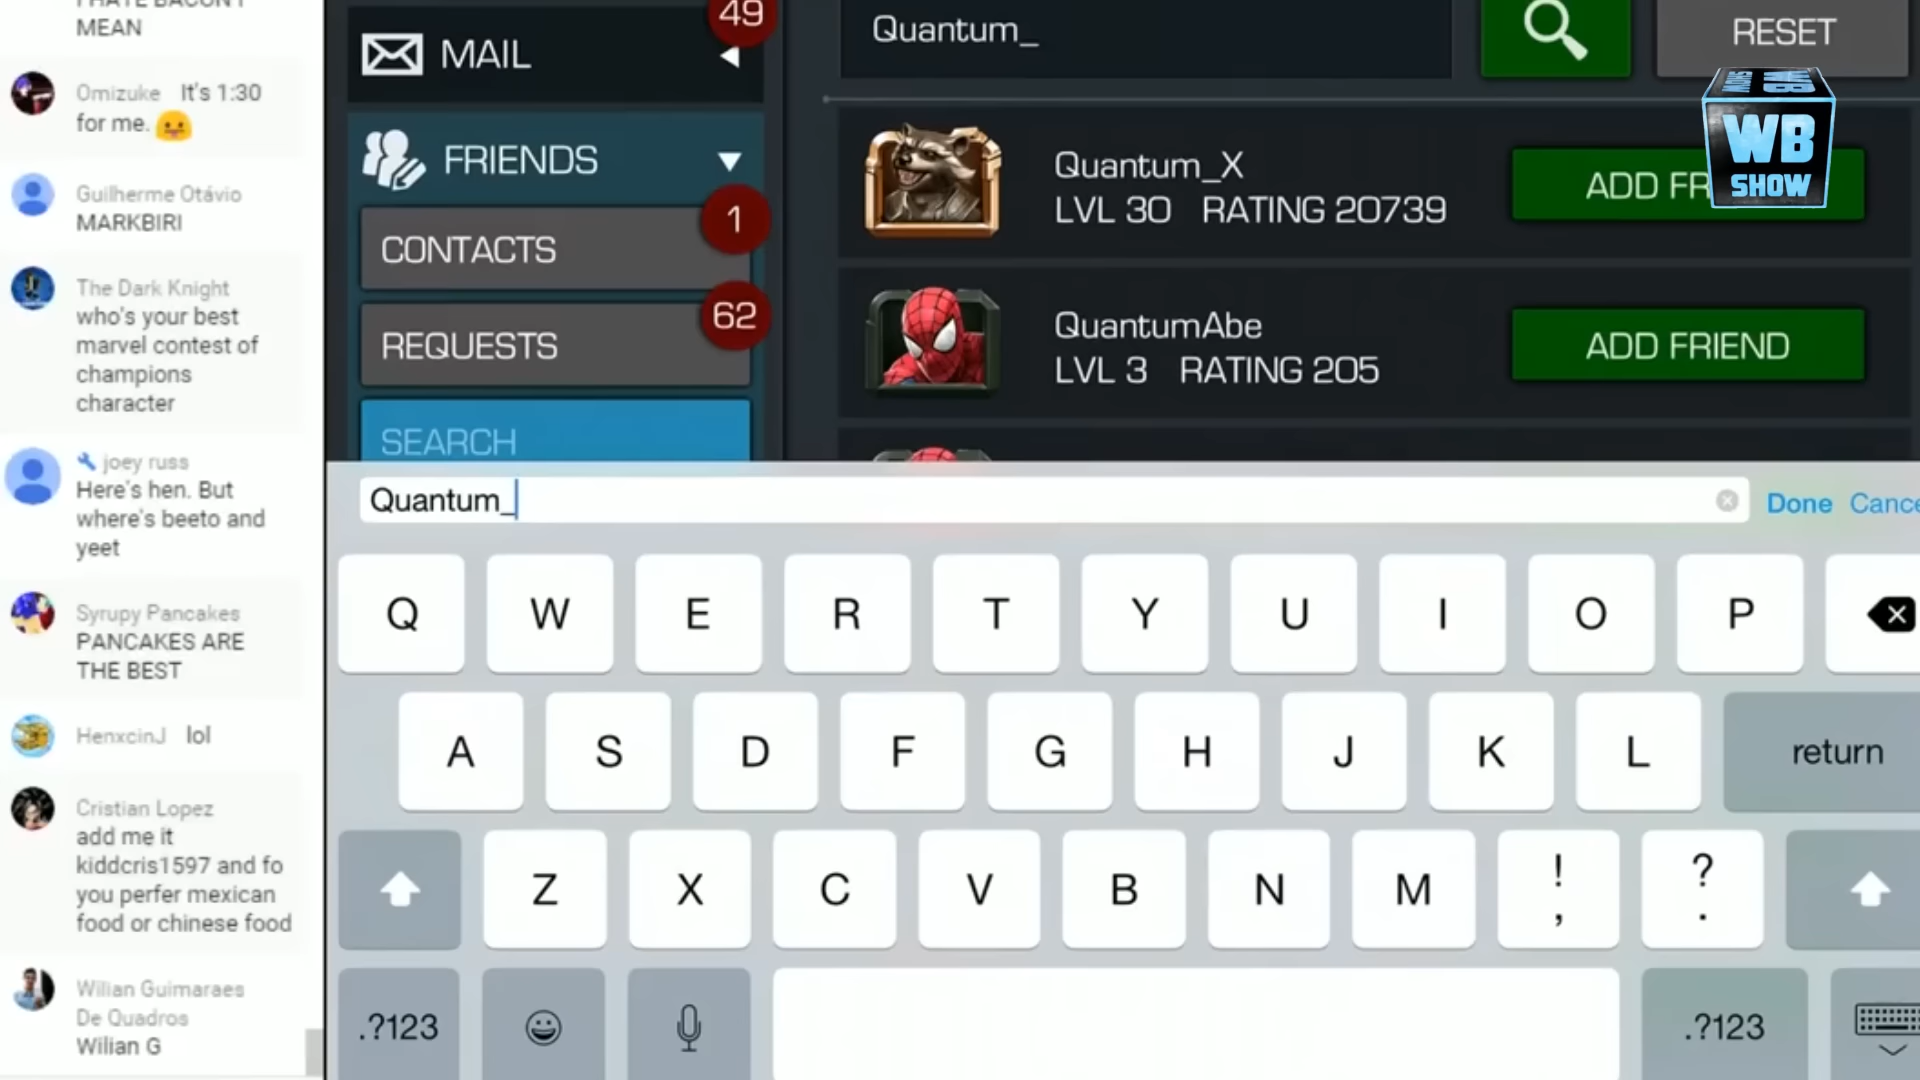 MEAN
Omizuke It's 1:30
for me.
Guilherme Otávio
MARKBIRI
The Dark Knight
who's your best
marvel contest of
champions
character
joey russ
Here's hen. But
where's beeto and
yeet
Syrupy Pancakes
PANCAKES ARE
THE BEST
HenxcinJ lol
Cristian Lopez
add me it
kiddcris1597 and fo
you perfer mexican
food or chinese food
Wilian Guimaraes
De Quadros
Wilian G
49
MAIL
FRIENDS
1
CONTACTS
62
REQUESTS
SEARCH
Quantum_
RESET
WB
SHOW
Quantum_X
LVL 30 RATING 20739
ADD FR
QuantumAbe
LVL 3 RATING 205
ADD FRIEND
Quantum_
Done Cance
Q W E R T Y U I O P
A S D F G H J K L return
Z X C V B N M ! , ? .
.?123 .?123